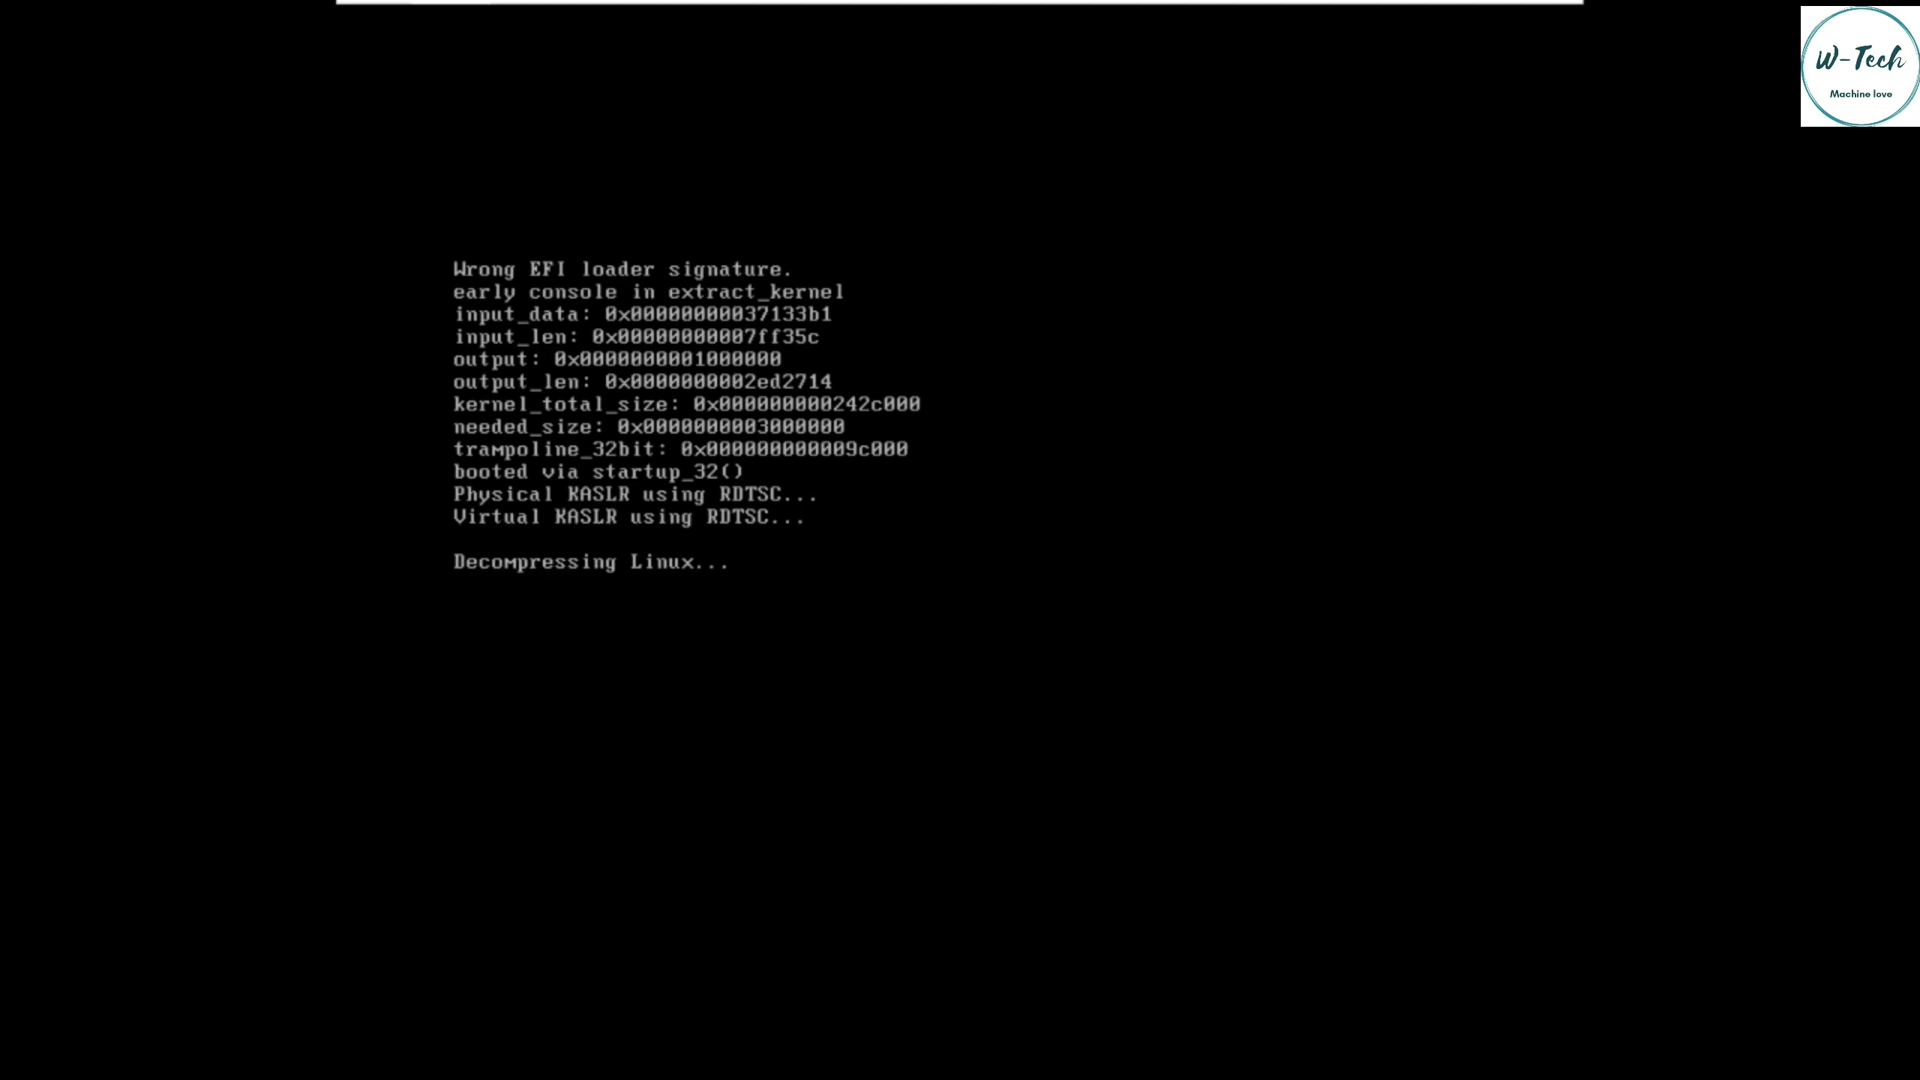 W-Tech
Machine love
Wrong EFI loader signature.
early console in extract_kernel
input_data: 0x00000000037133b1
input_len: 0x00000000007ff35c
output: 0x0000000001000000
output_len: 0x0000000002ed2714
kernel_total_size: 0x000000000242c000
needed_size: 0x0000000003000000
trampoline_32bit: 0x000000000009c000
booted via startup_32()
Physical KASLR using RDTSC...
Virtual KASLR using RDTSC...
Decompressing Linux...